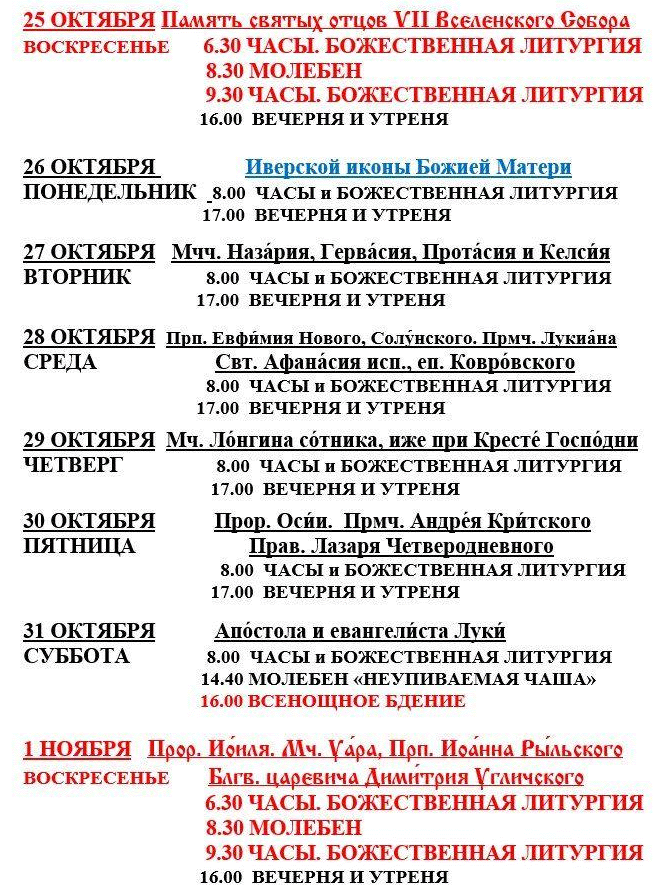 25 ОКТЯБРЯ Память святых отцов VII Вселенского Собора
ВОСКРЕСЕНЬЕ 6.30 ЧАСЫ. БОЖЕСТВЕННАЯ ЛИТУРГИЯ
8.30 МОЛЕБЕН
9.30 ЧАСЫ. БОЖЕСТВЕННАЯ ЛИТУРГИЯ
16.00 ВЕЧЕРНЯ И УТРЕНЯ
26 ОКТЯБРЯ Иверской иконы Божией Матери
ПОНЕДЕЛЬНИК 8.00 ЧАСЫ и БОЖЕСТВЕННАЯ ЛИТУРГИЯ
17.00 ВЕЧЕРНЯ И УТРЕНЯ
27 ОКТЯБРЯ Мчч. Наза́рия, Герва́сия, Прота́сия и Келси́я
ВТОРНИК 8.00 ЧАСЫ и БОЖЕСТВЕННАЯ ЛИТУРГИЯ
17.00 ВЕЧЕРНЯ И УТРЕНЯ
28 ОКТЯБРЯ Прп. Евфи́мия Нового, Солу́нского. Прмч. Лукиа́на
СРЕДА Свт. Афана́сия исп., еп. Ковро́вского
8.00 ЧАСЫ и БОЖЕСТВЕННАЯ ЛИТУРГИЯ
17.00 ВЕЧЕРНЯ И УТРЕНЯ
29 ОКТЯБРЯ Мч. Ло́нгина со́тника, иже при Кресте́ Госпо́дни
ЧЕТВЕРГ 8.00 ЧАСЫ и БОЖЕСТВЕННАЯ ЛИТУРГИЯ
17.00 ВЕЧЕРНЯ И УТРЕНЯ
30 ОКТЯБРЯ Прор. Оси́и. Прмч. Андре́я Кри́тского
ПЯТНИЦА Прав. Лазаря Четверодневного
8.00 ЧАСЫ и БОЖЕСТВЕННАЯ ЛИТУРГИЯ
17.00 ВЕЧЕРНЯ И УТРЕНЯ
31 ОКТЯБРЯ Апо́стола и евангели́ста Луки́
СУББОТА 8.00 ЧАСЫ и БОЖЕСТВЕННАЯ ЛИТУРГИЯ
14.40 МОЛЕБЕН «НЕУПИВАЕМАЯ ЧАША»
16.00 ВСЕНОЩНОЕ БДЕНИЕ
1 НОЯБРЯ Прор. Ио́иля. Мч. Уа́ра, Прп. Иоа́нна Ры́льского
ВОСКРЕСЕНЬЕ Блгв. царевича Дими́трия Угличского
6.30 ЧАСЫ. БОЖЕСТВЕННАЯ ЛИТУРГИЯ
8.30 МОЛЕБЕН
9.30 ЧАСЫ. БОЖЕСТВЕННАЯ ЛИТУРГИЯ
16.00 ВЕЧЕРНЯ И УТРЕНЯ